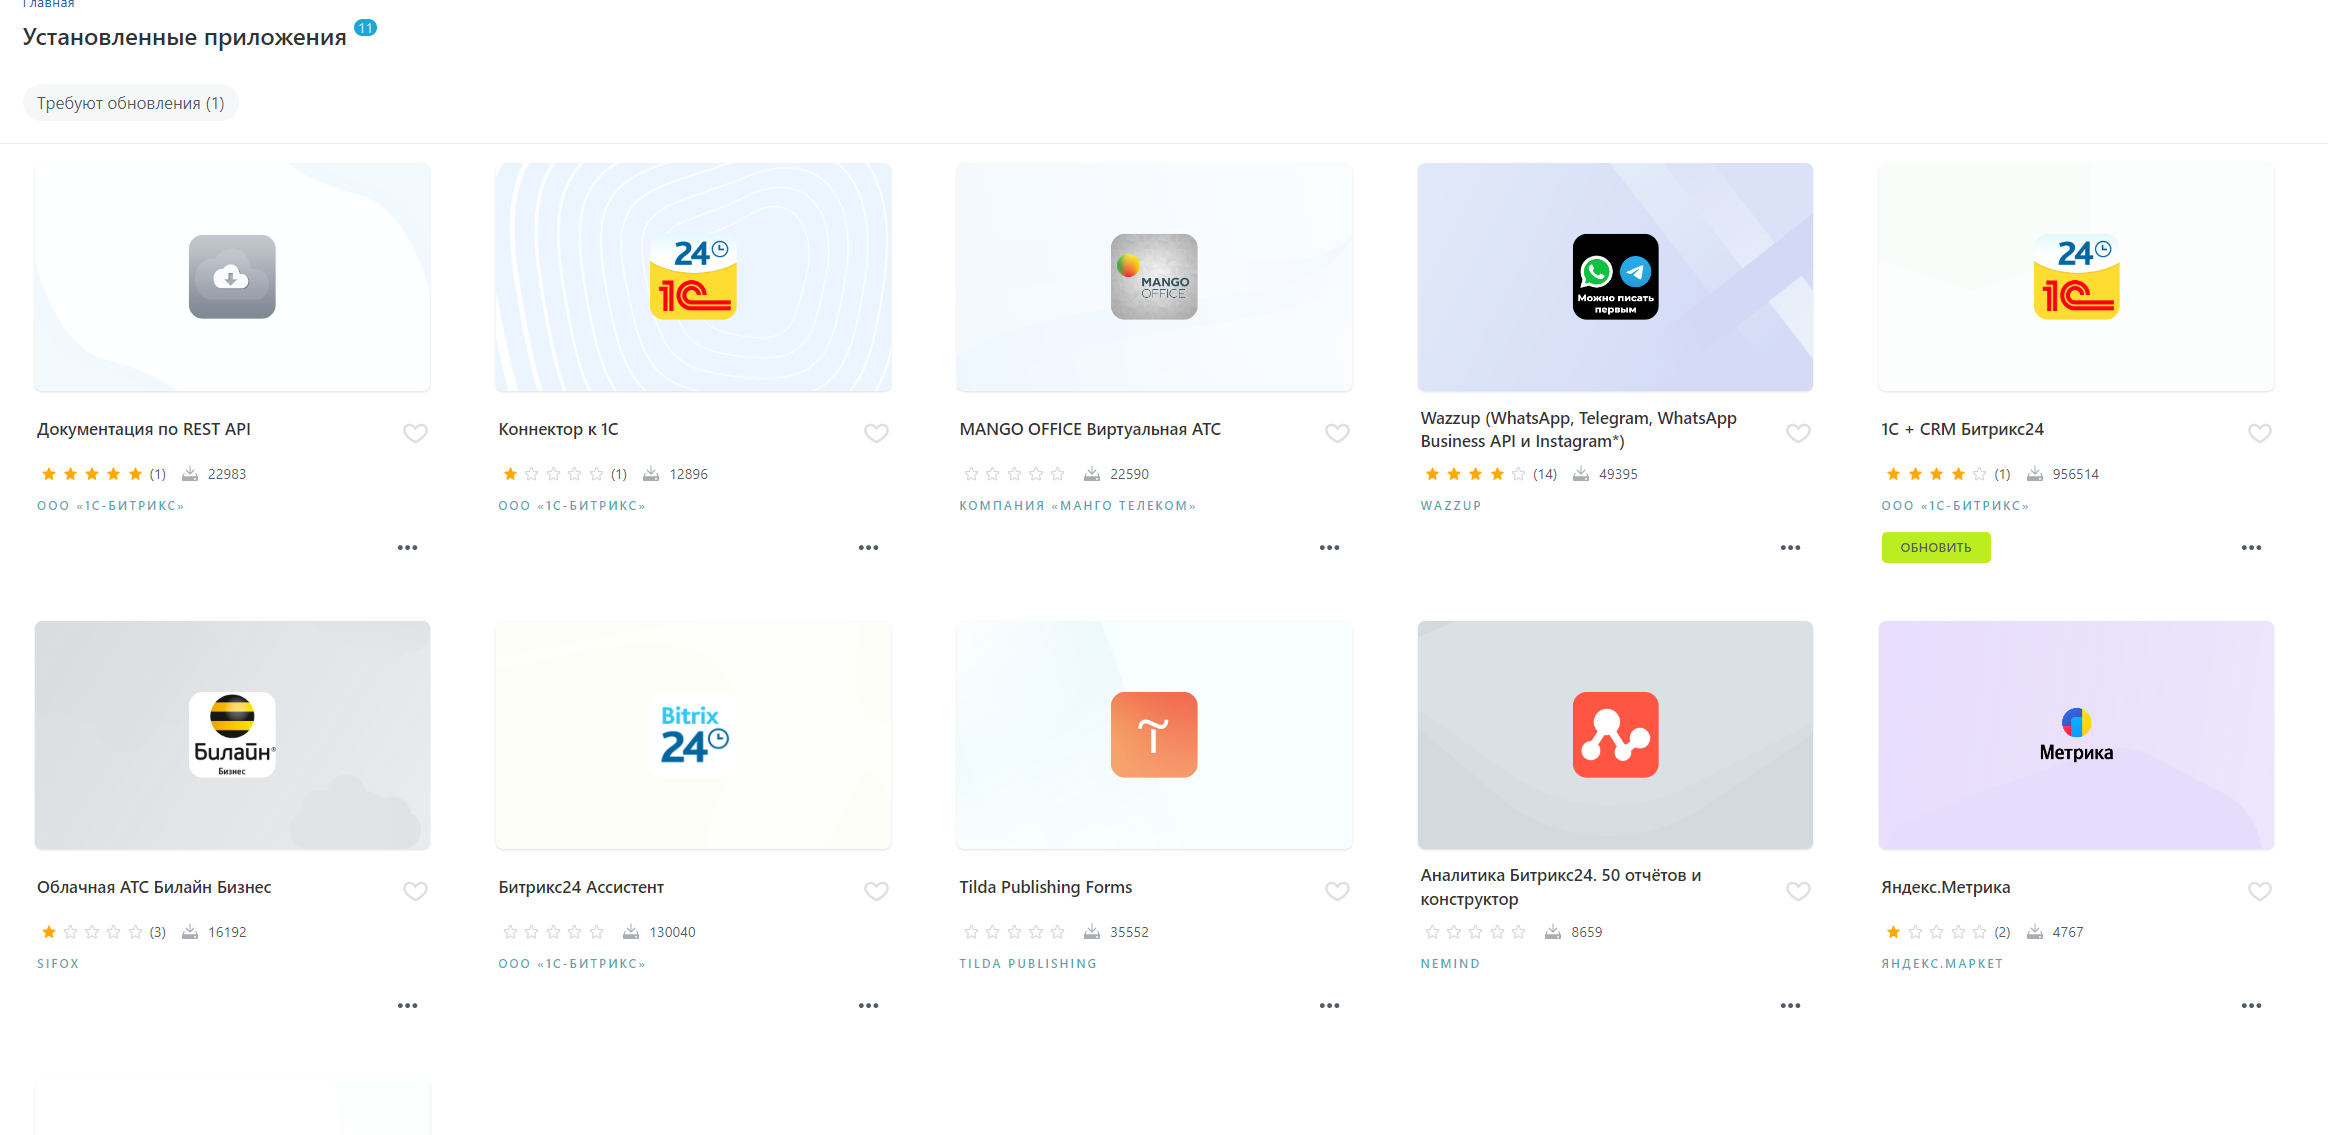 Главная
Установленные приложения 11
Требуют обновления (1)
24
1С
MANGO
OFFICE
Можно писать
первым
24
1С
Документация по REST API
(1) 22983
ООО «1С-БИТРИКС»
Коннектор к 1С
(1) 12896
ООО «1С-БИТРИКС»
MANGO OFFICE Виртуальная АТС
22590
КОМПАНИЯ «МАНГО ТЕЛЕКОМ»
Wazzup (WhatsApp, Telegram, WhatsApp
Business API и Instagram*)
(14) 49395
WAZZUP
1С + CRM Битрикс24
(1) 956514
ООО «1С-БИТРИКС»
ОБНОВИТЬ
Билайн®
Бизнес
Bitrix
24
Метрика
Облачная АТС Билайн Бизнес
(3) 16192
SIFOX
Битрикс24 Ассистент
130040
ООО «1С-БИТРИКС»
Tilda Publishing Forms
35552
TILDA PUBLISHING
Аналитика Битрикс24. 50 отчётов и
конструктор
8659
NEMIND
Яндекс.Метрика
(2) 4767
ЯНДЕКС.МАРКЕТ